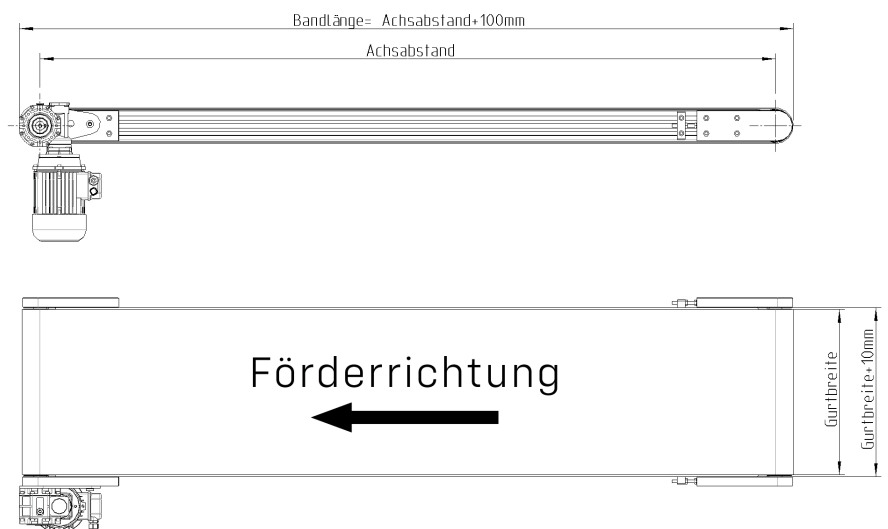 Bandlänge= Achsabstand+100mm
Achsabstand
Förderrichtung
Gurtbreite
Gurtbreite+10mm